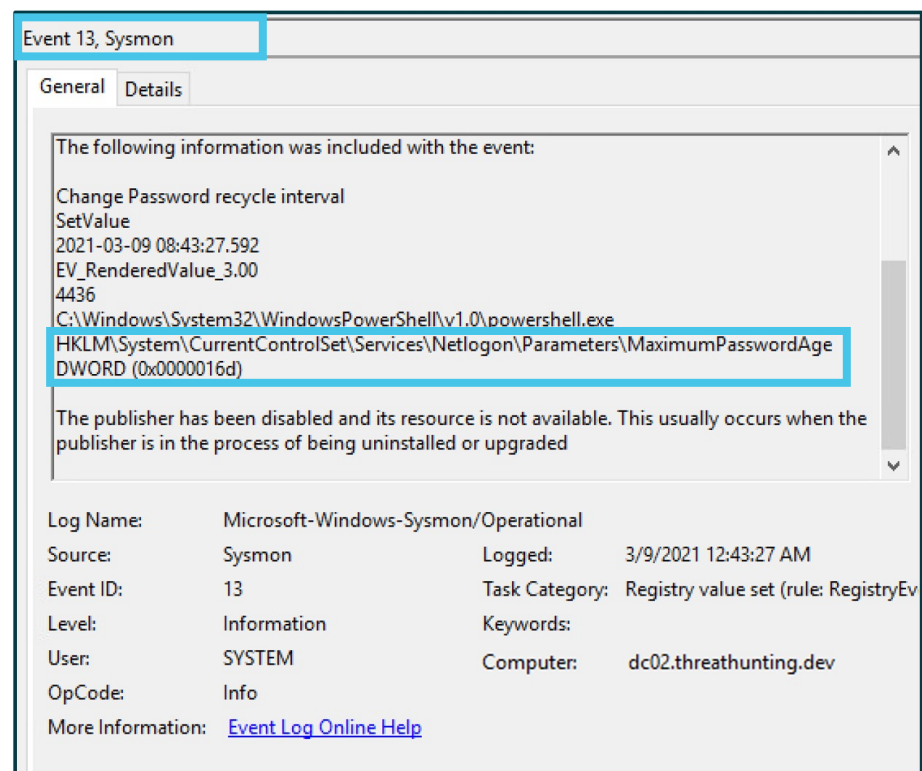 Event 13, Sysmon
General Details
The following information was included with the event:
Change Password recycle interval
SetValue
2021-03-09 08:43:27.592
EV_RenderedValue_3.00
4436
C:\Windows\System32\WindowsPowerShell\v1.0\powershell.exe
HKLM\System\CurrentControlSet\Services\Netlogon\Parameters\MaximumPasswordAge
DWORD (0x0000016d)
The publisher has been disabled and its resource is not available. This usually occurs when the
publisher is in the process of being uninstalled or upgraded
Log Name: Microsoft-Windows-Sysmon/Operational
Source: Sysmon Logged: 3/9/2021 12:43:27 AM
Event ID: 13 Task Category: Registry value set (rule: RegistryEv
Level: Information Keywords:
User: SYSTEM Computer: dc02.threathunting.dev
OpCode: Info
More Information: Event Log Online Help